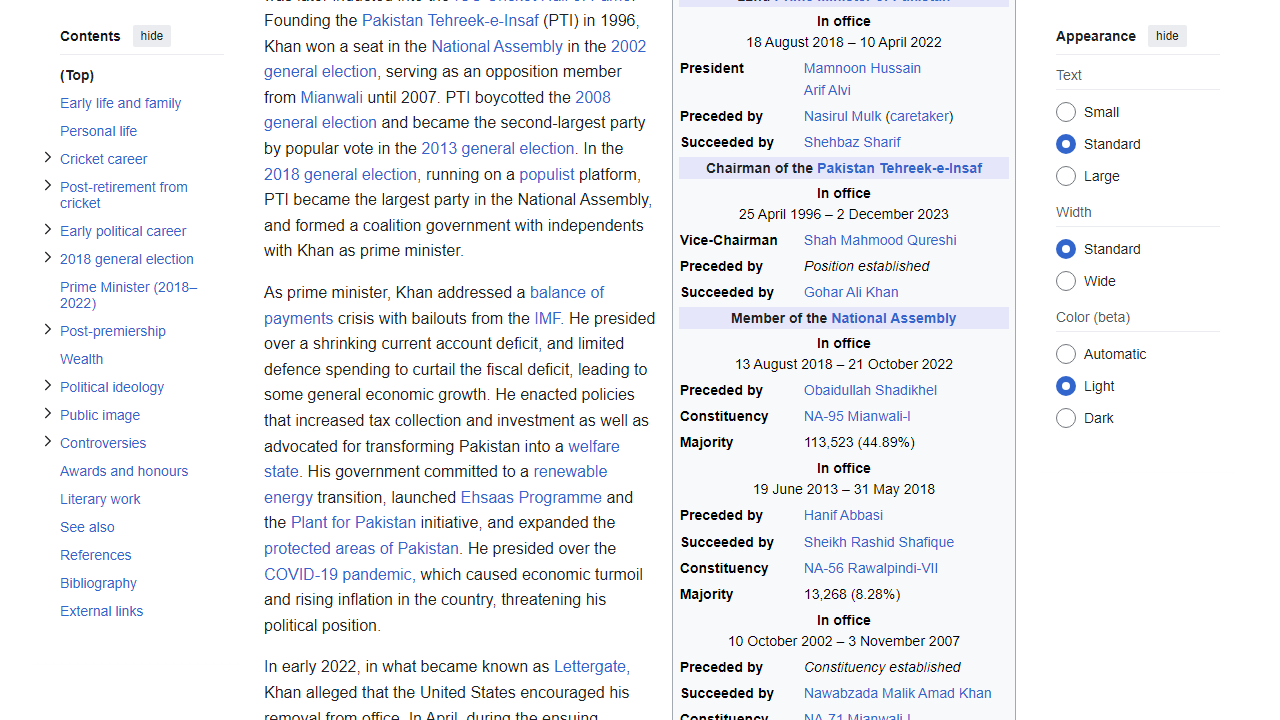 Contents hide
(Top)
Early life and family
Personal life
Cricket career
Post-retirement from
cricket
Early political career
2018 general election
Prime Minister (2018–
2022)
Post-premiership
Wealth
Political ideology
Public image
Controversies
Awards and honours
Literary work
See also
References
Bibliography
External links
Founding the Pakistan Tehreek-e-Insaf (PTI) in 1996,
Khan won a seat in the National Assembly in the 2002
general election, serving as an opposition member
from Mianwali until 2007. PTI boycotted the 2008
general election and became the second-largest party
by popular vote in the 2013 general election. In the
2018 general election, running on a populist platform,
PTI became the largest party in the National Assembly,
and formed a coalition government with independents
with Khan as prime minister.
As prime minister, Khan addressed a balance of
payments crisis with bailouts from the IMF. He presided
over a shrinking current account deficit, and limited
defence spending to curtail the fiscal deficit, leading to
some general economic growth. He enacted policies
that increased tax collection and investment as well as
advocated for transforming Pakistan into a welfare
state. His government committed to a renewable
energy transition, launched Ehsaas Programme and
the Plant for Pakistan initiative, and expanded the
protected areas of Pakistan. He presided over the
COVID-19 pandemic, which caused economic turmoil
and rising inflation in the country, threatening his
political position.
In early 2022, in what became known as Lettergate,
Khan alleged that the United States encouraged his
removal from office. In April, during the ensuing
In office
18 August 2018 – 10 April 2022
President Mamnoon Hussain
Arif Alvi
Preceded by Nasirul Mulk (caretaker)
Succeeded by Shehbaz Sharif
Chairman of the Pakistan Tehreek-e-Insaf
In office
25 April 1996 – 2 December 2023
Vice-Chairman Shah Mahmood Qureshi
Preceded by Position established
Succeeded by Gohar Ali Khan
Member of the National Assembly
In office
13 August 2018 – 21 October 2022
Preceded by Obaidullah Shadikhel
Constituency NA-95 Mianwali-I
Majority 113,523 (44.89%)
In office
19 June 2013 – 31 May 2018
Preceded by Hanif Abbasi
Succeeded by Sheikh Rashid Shafique
Constituency NA-56 Rawalpindi-VII
Majority 13,268 (8.28%)
In office
10 October 2002 – 3 November 2007
Preceded by Constituency established
Succeeded by Nawabzada Malik Amad Khan
Constituency NA-71 Mianwali-I
Appearance hide
Text
Small
Standard
Large
Width
Standard
Wide
Color (beta)
Automatic
Light
Dark